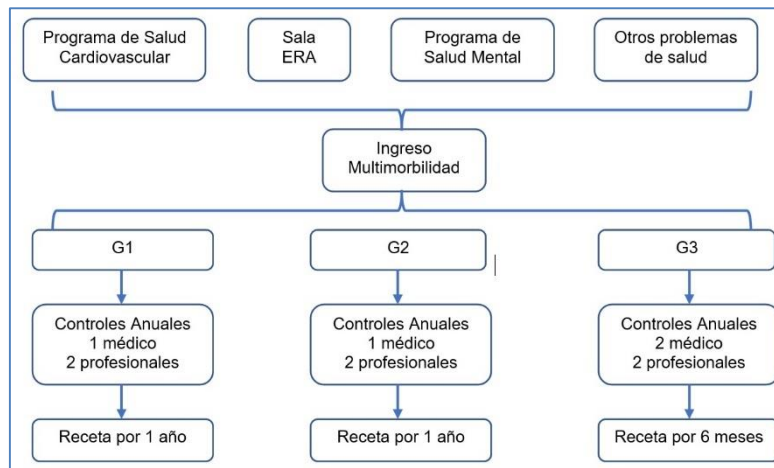 Programa de Salud
Cardiovascular
Sala
ERA
Programa de
Salud Mental
Otros problemas
de salud
Ingreso
Multimorbilidad
G1
G2
G3
Controles Anuales
1 médico
2 profesionales
Controles Anuales
1 médico
2 profesionales
Controles Anuales
2 médico
2 profesionales
Receta por 1 año
Receta por 1 año
Receta por 6 meses